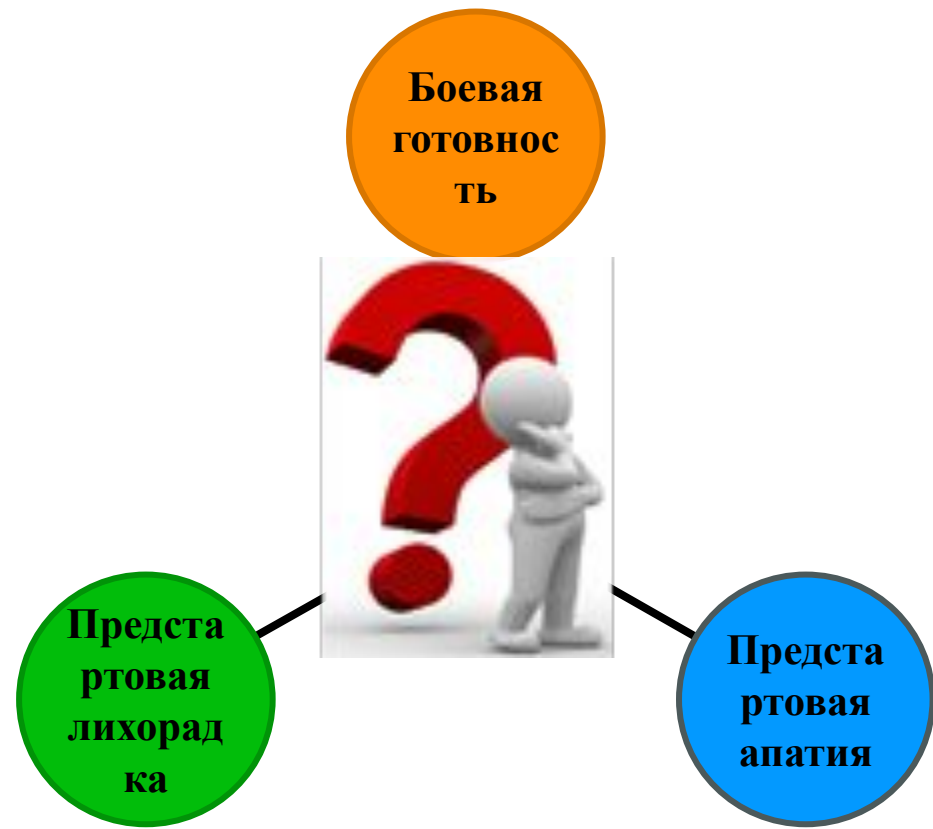 Боевая
готовнос
ть
Предста
ртовая
лихорад
ка
Предста
ртовая
апатия